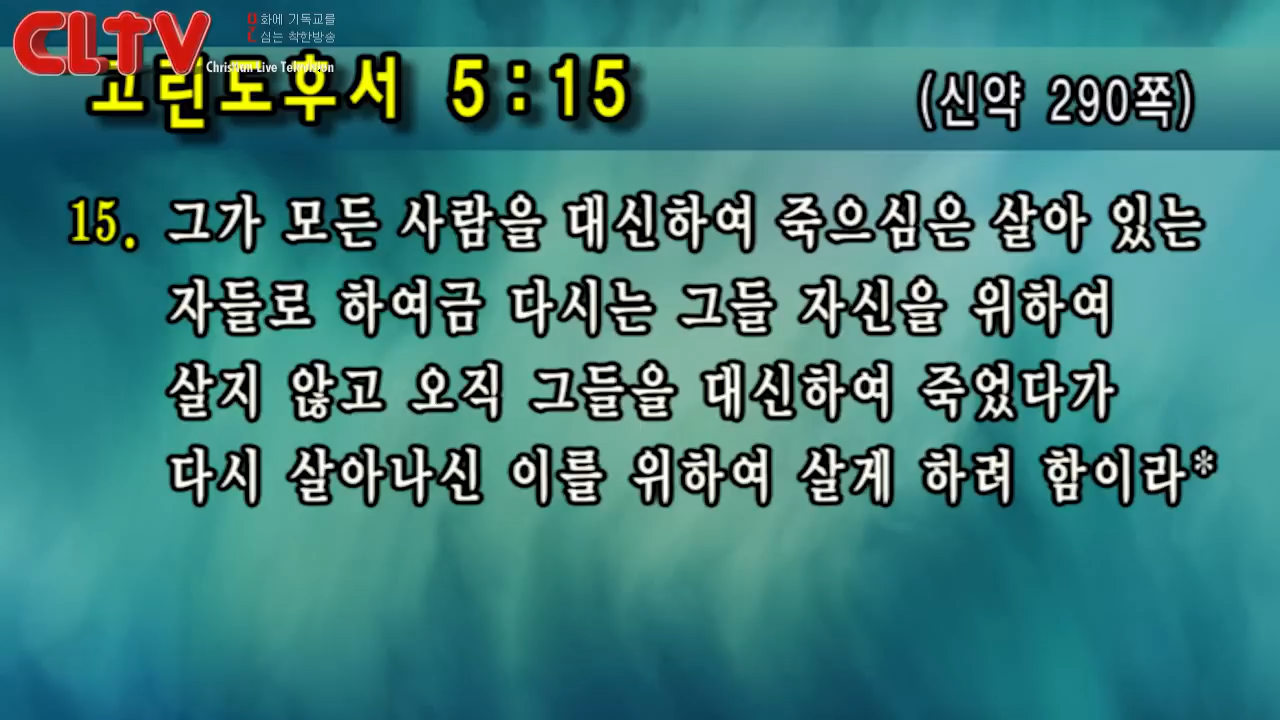 CLTV
문화에 기독교를
심는 착한방송
Christian Live Television
고린도후서 5:15
(신약 290쪽)
15. 그가 모든 사람을 대신하여 죽으심은 살아 있는
자들로 하여금 다시는 그들 자신을 위하여
살지 않고 오직 그들을 대신하여 죽었다가
다시 살아나신 이를 위하여 살게 하려 함이라*